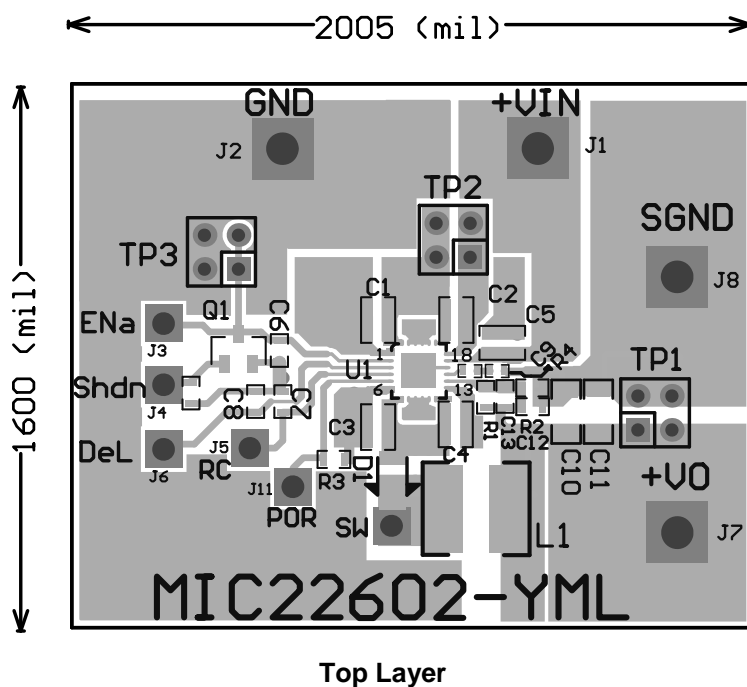 2005 (mil)
1600 (mil)
GND
+VIN
J2
J1
TP2
SGND
TP3
J8
Q1
C6
C1
C2
C5
ENa
J3
1
18
C9
R4
TP1
U1
Shdn
J4
6
13
C8
C7
C3
C4
R1
C13
R2
C12
DeL
J6
J5
RC
R3
D1
C10
C11
+VO
J11
POR
SW
L1
J7
MIC22602-YML
Top Layer